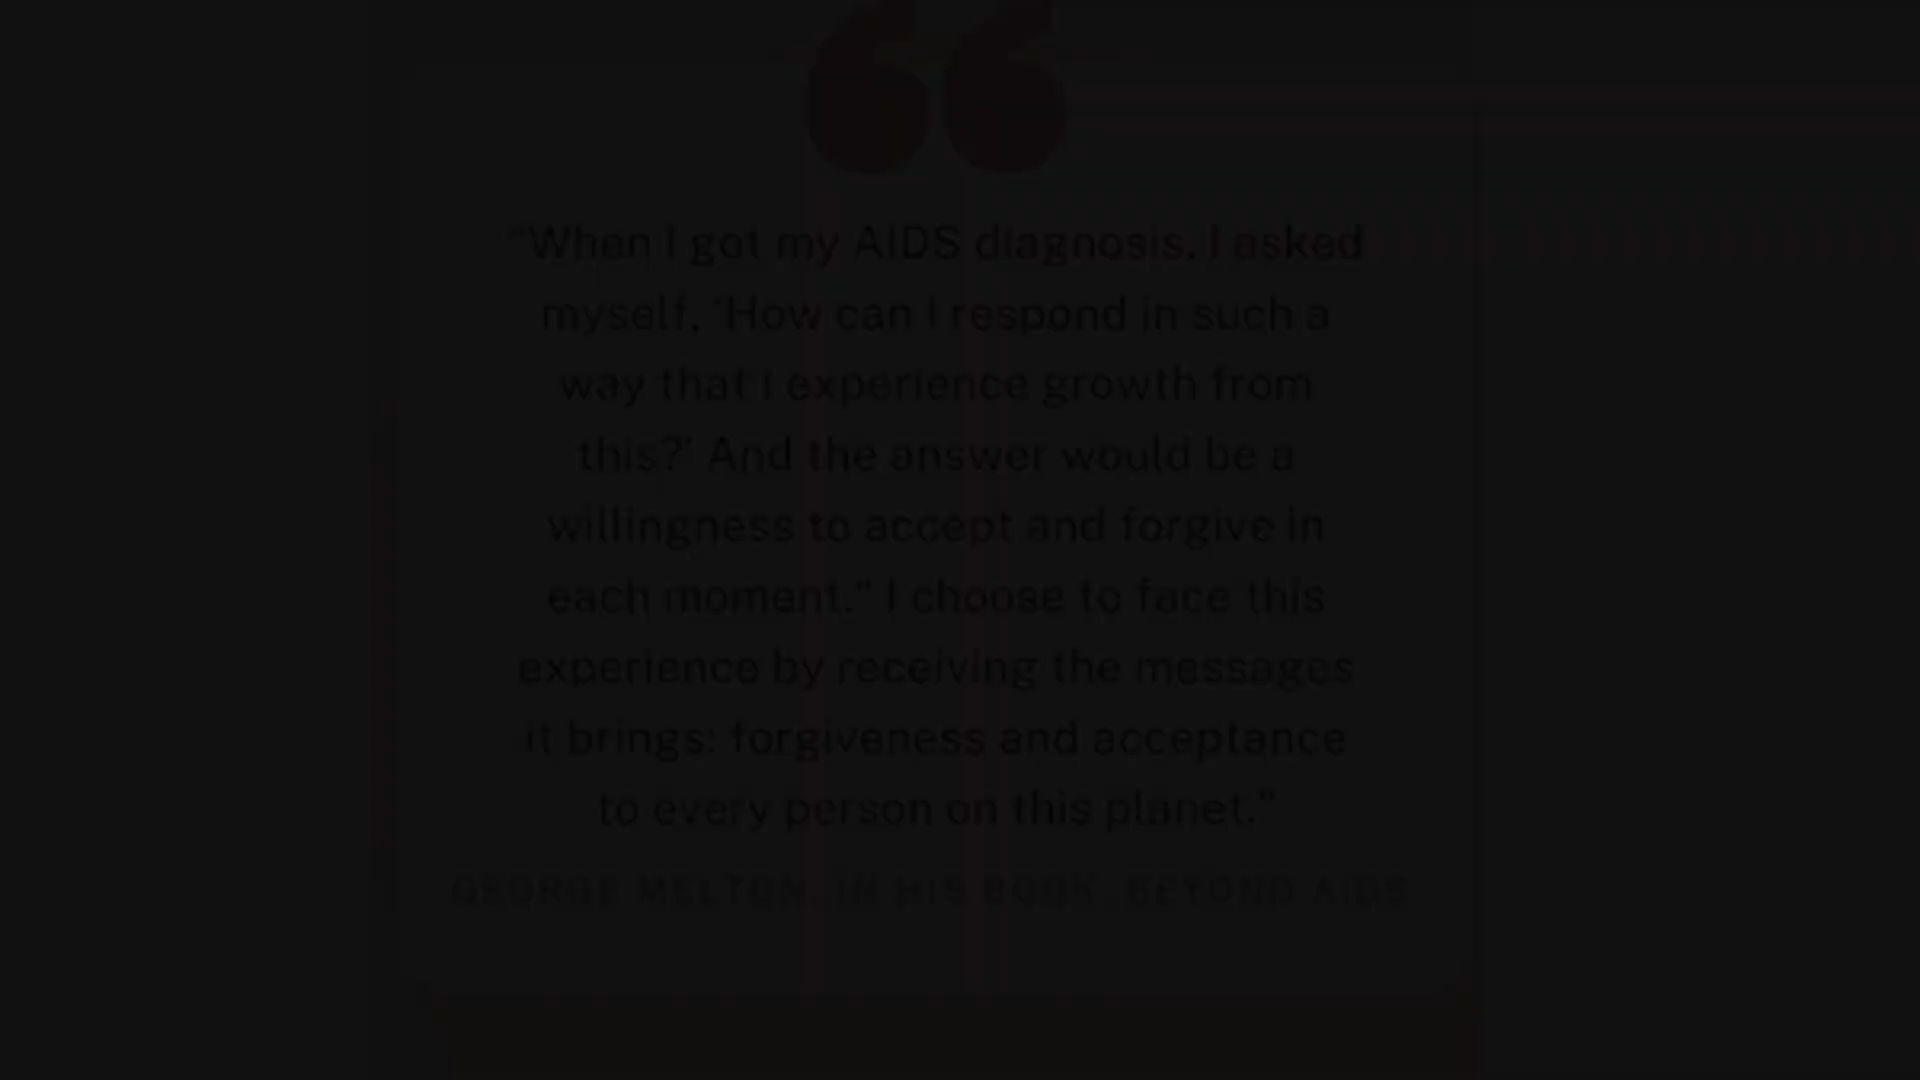 “When I got my AIDS diagnosis, I asked
myself, ‘How can I respond in such a
way that I experience growth from
this?’ And the answer would be a
willingness to accept and forgive in
each moment.” I choose to face this
experience by receiving the messages
it brings: forgiveness and acceptance
to every person on this planet.”
GEORGE MELTON, IN HIS BOOK, BEYOND AIDS